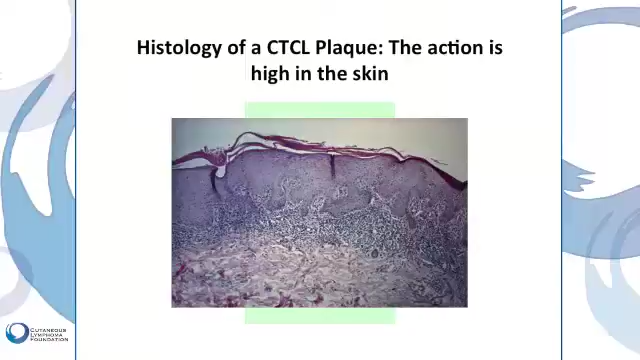 Histology of a CTCL Plaque: The action is
high in the skin
CUTANEOUS
LYMPHOMA
FOUNDATION